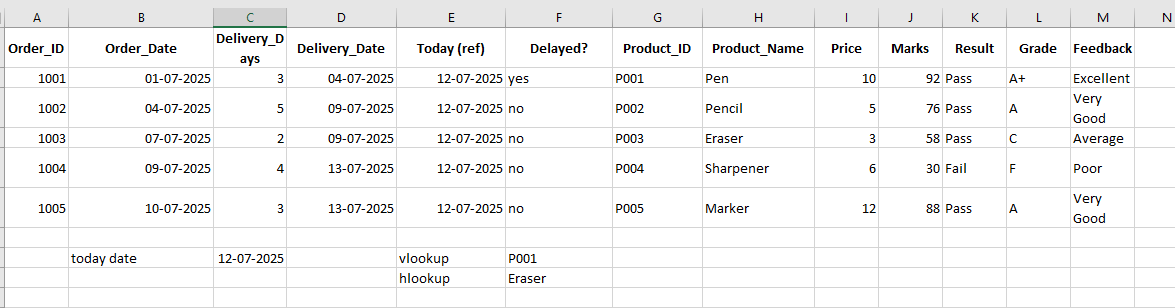 A B C D E F G H I J K L M N
Order_ID Order_Date Delivery_D ays Delivery_Date Today (ref) Delayed? Product_ID Product_Name Price Marks Result Grade Feedback
1001 01-07-2025 3 04-07-2025 12-07-2025 yes P001 Pen 10 92 Pass A+ Excellent
1002 04-07-2025 5 09-07-2025 12-07-2025 no P002 Pencil 5 76 Pass A Very Good
1003 07-07-2025 2 09-07-2025 12-07-2025 no P003 Eraser 3 58 Pass C Average
1004 09-07-2025 4 13-07-2025 12-07-2025 no P004 Sharpener 6 30 Fail F Poor
1005 10-07-2025 3 13-07-2025 12-07-2025 no P005 Marker 12 88 Pass A Very Good
today date 12-07-2025 vlookup P001
hlookup Eraser